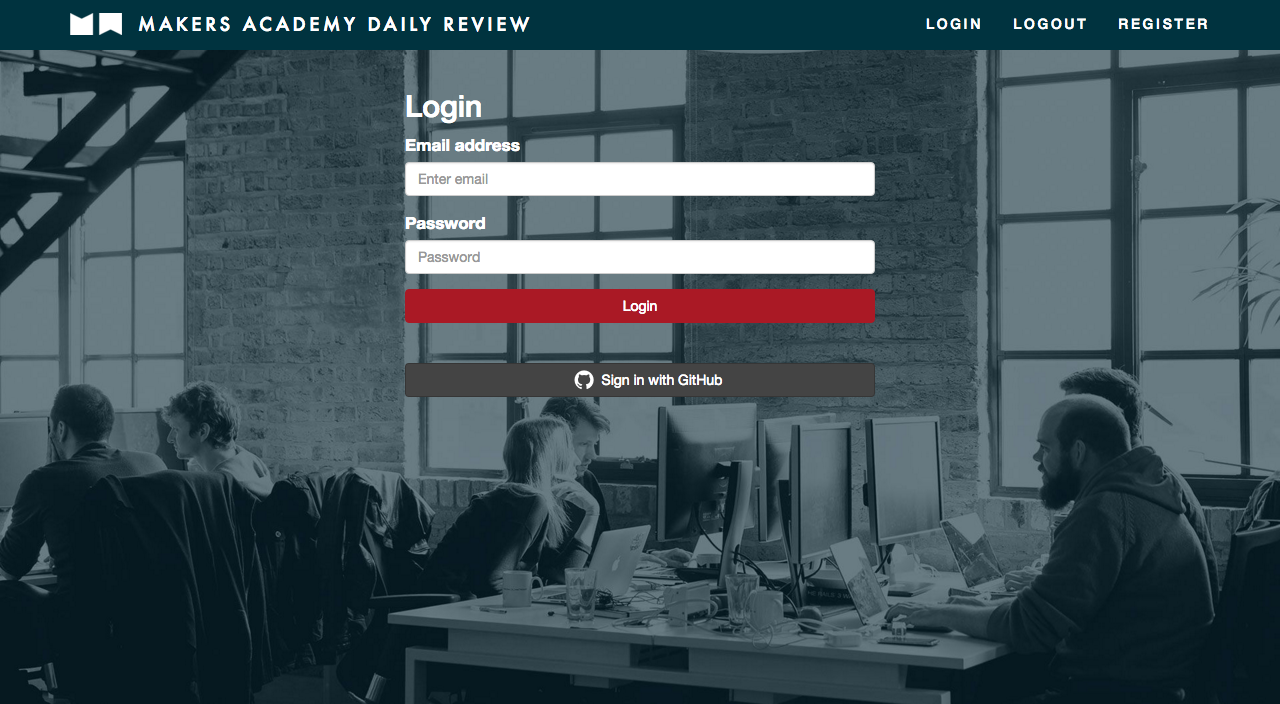 MAKERS ACADEMY DAILY REVIEW
LOGIN LOGOUT REGISTER
Login
Email address
Enter email
Password
Password
Login
Sign in with GitHub